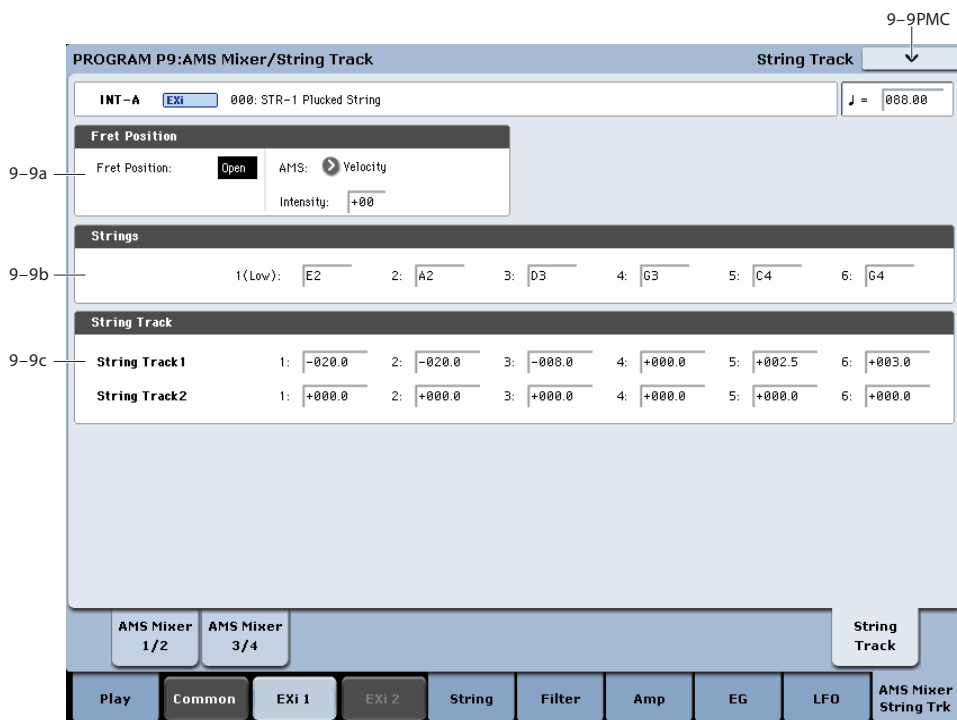 9–9PMC
PROGRAM P9:AMS Mixer/String Track String Track
INT–A EXi 000: STR–1 Plucked String ♩ = 088.00
Fret Position
9–9a Fret Position: Open AMS: Velocity
Intensity: +00
Strings
9–9b 1(Low): E2 2: A2 3: D3 4: G3 5: C4 6: G4
String Track
9–9c String Track1 1: –020.0 2: –020.0 3: –008.0 4: +000.0 5: +002.5 6: +003.0
String Track2 1: +000.0 2: +000.0 3: +000.0 4: +000.0 5: +000.0 6: +000.0
AMS Mixer 1/2 AMS Mixer 3/4 String Track
Play Common EXi 1 EXi 2 String Filter Amp EG LFO AMS Mixer String Trk